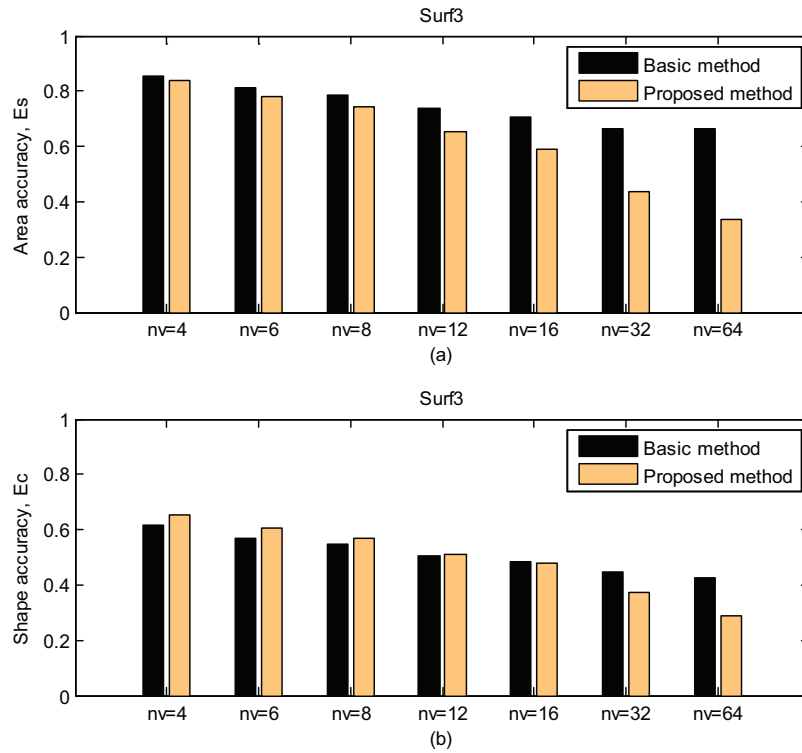 Surf3
1
0.8
0.6
0.4
0.2
0
Area accuracy, Es
Basic method
Proposed method
nv=4 nv=6 nv=8 nv=12 nv=16 nv=32 nv=64
(a)
Surf3
1
0.8
0.6
0.4
0.2
0
Shape accuracy, Ec
Basic method
Proposed method
nv=4 nv=6 nv=8 nv=12 nv=16 nv=32 nv=64
(b)